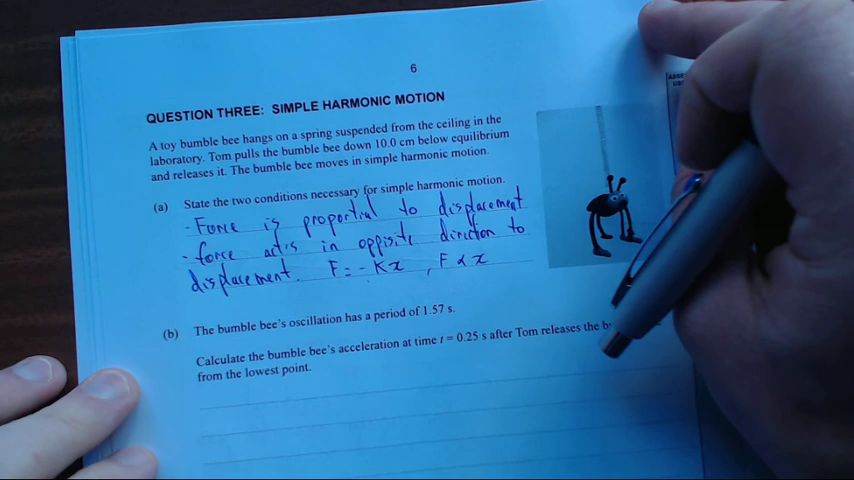 6
QUESTION THREE: SIMPLE HARMONIC MOTION
A toy bumble bee hangs on a spring suspended from the ceiling in the
laboratory. Tom pulls the bumble bee down 10.0 cm below equilibrium
and releases it. The bumble bee moves in simple harmonic motion.
(a) State the two conditions necessary for simple harmonic motion.
- Force is proportial to displacement
- force acts in oppisite direction to
displacement. F = - Kx , F ∝ x
(b) The bumble bee's oscillation has a period of 1.57 s.
Calculate the bumble bee's acceleration at time t = 0.25 s after Tom releases the
from the lowest point.